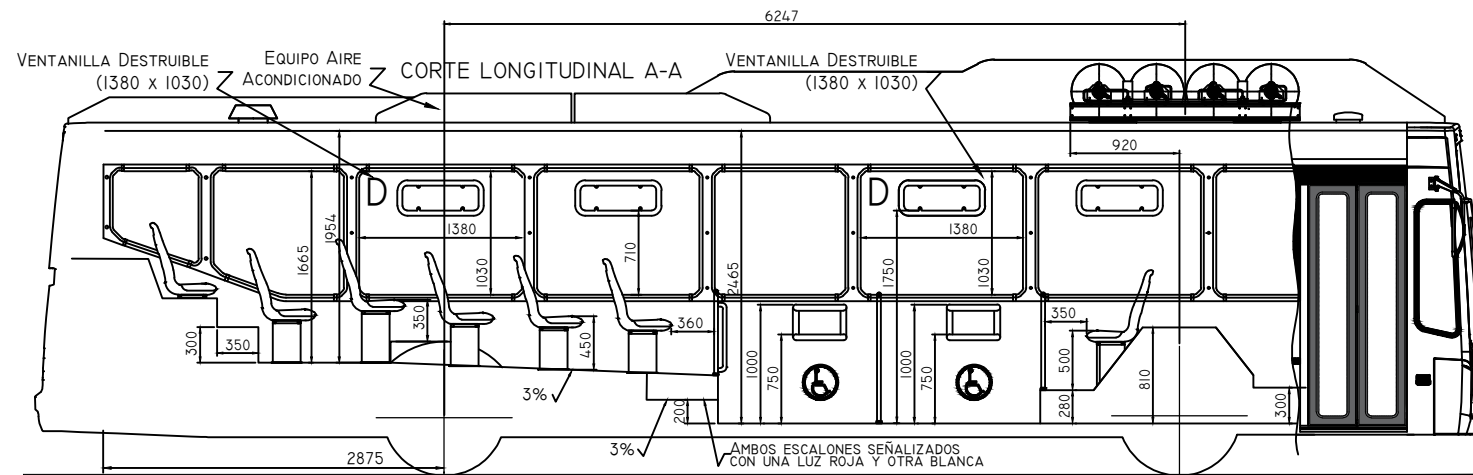 6247
VENTANILLA DESTRUIBLE
(1380 x 1030)
EQUIPO AIRE
ACONDICIONADO
CORTE LONGITUDINAL A-A
VENTANILLA DESTRUIBLE
(1380 x 1030)
920
D
D
1954
1665
1380
1030
710
2465
1750
1380
1030
300
350
350
450
360
1000
750
1000
750
350
500
280
810
300
3%
200
3%
AMBOS ESCALONES SEÑALIZADOS
CON UNA LUZ ROJA Y OTRA BLANCA
2875